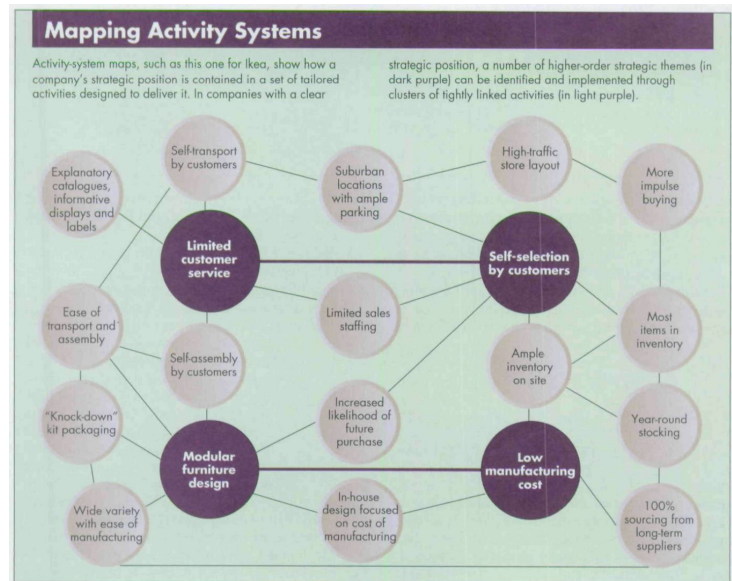 Mapping Activity Systems
Activity-system maps, such as this one for Ikea, show how a
company's strategic position is contained in a set of tailored
activities designed to deliver it. In companies with a clear
strategic position, a number of higher-order strategic themes (in
dark purple) can be identified and implemented through
clusters of tightly linked activities (in light purple).
Explanatory
catalogues,
informative
displays and
labels
Self-transport
by customers
Suburban
locations
with ample
parking
High-traffic
store layout
More
impulse
buying
Limited
customer
service
Self-selection
by customers
Ease of
transport and
assembly
Self-assembly
by customers
Limited sales
staffing
Ample
inventory
on site
Most
items in
inventory
"Knock-down"
kit packaging
Increased
likelihood of
future
purchase
Year-round
stocking
Modular
furniture
design
Low
manufacturing
cost
Wide variety
with ease of
manufacturing
In-house
design focused
on cost of
manufacturing
100%
sourcing from
long-term
suppliers